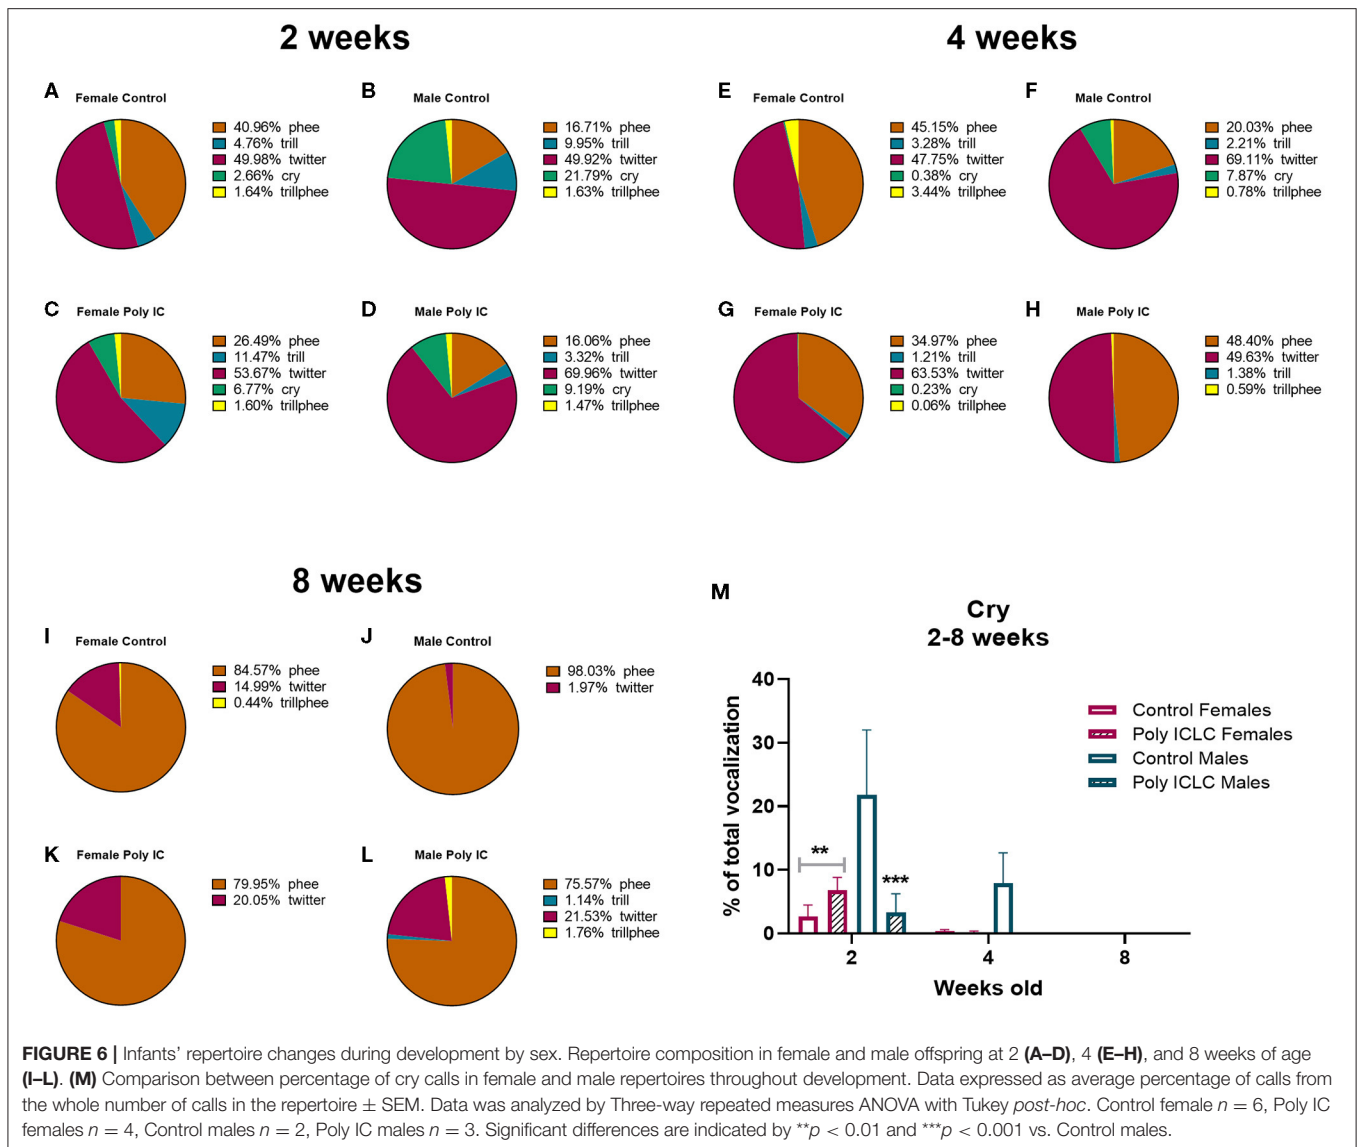 2 weeks
4 weeks
A
Female Control
40.96% phee
4.76% trill
49.98% twitter
2.66% cry
1.64% trillphee
B
Male Control
16.71% phee
9.95% trill
49.92% twitter
21.79% cry
1.63% trillphee
E
Female Control
45.15% phee
3.28% trill
47.75% twitter
0.38% cry
3.44% trillphee
F
Male Control
20.03% phee
2.21% trill
69.11% twitter
7.87% cry
0.78% trillphee
C
Female Poly IC
26.49% phee
11.47% trill
53.67% twitter
6.77% cry
1.60% trillphee
D
Male Poly IC
16.06% phee
3.32% trill
69.96% twitter
9.19% cry
1.47% trillphee
G
Female Poly IC
34.97% phee
1.21% trill
63.53% twitter
0.23% cry
0.06% trillphee
H
Male Poly IC
48.40% phee
49.63% twitter
1.38% trill
0.59% trillphee
8 weeks
I
Female Control
84.57% phee
14.99% twitter
0.44% trillphee
J
Male Control
98.03% phee
1.97% twitter
K
Female Poly IC
79.95% phee
20.05% twitter
L
Male Poly IC
75.57% phee
1.14% trill
21.53% twitter
1.76% trillphee
M
Cry
2-8 weeks
% of total vocalization
40
30
20
10
0
**
***
2
4
8
Weeks old
Control Females
Poly ICLC Females
Control Males
Poly ICLC Males
FIGURE 6 | Infants' repertoire changes during development by sex. Repertoire composition in female and male offspring at 2 (A–D), 4 (E–H), and 8 weeks of age
(I–L). (M) Comparison between percentage of cry calls in female and male repertoires throughout development. Data expressed as average percentage of calls from
the whole number of calls in the repertoire ± SEM. Data was analyzed by Three-way repeated measures ANOVA with Tukey post-hoc. Control female n = 6, Poly IC
females n = 4, Control males n = 2, Poly IC males n = 3. Significant differences are indicated by **p < 0.01 and ***p < 0.001 vs. Control males.